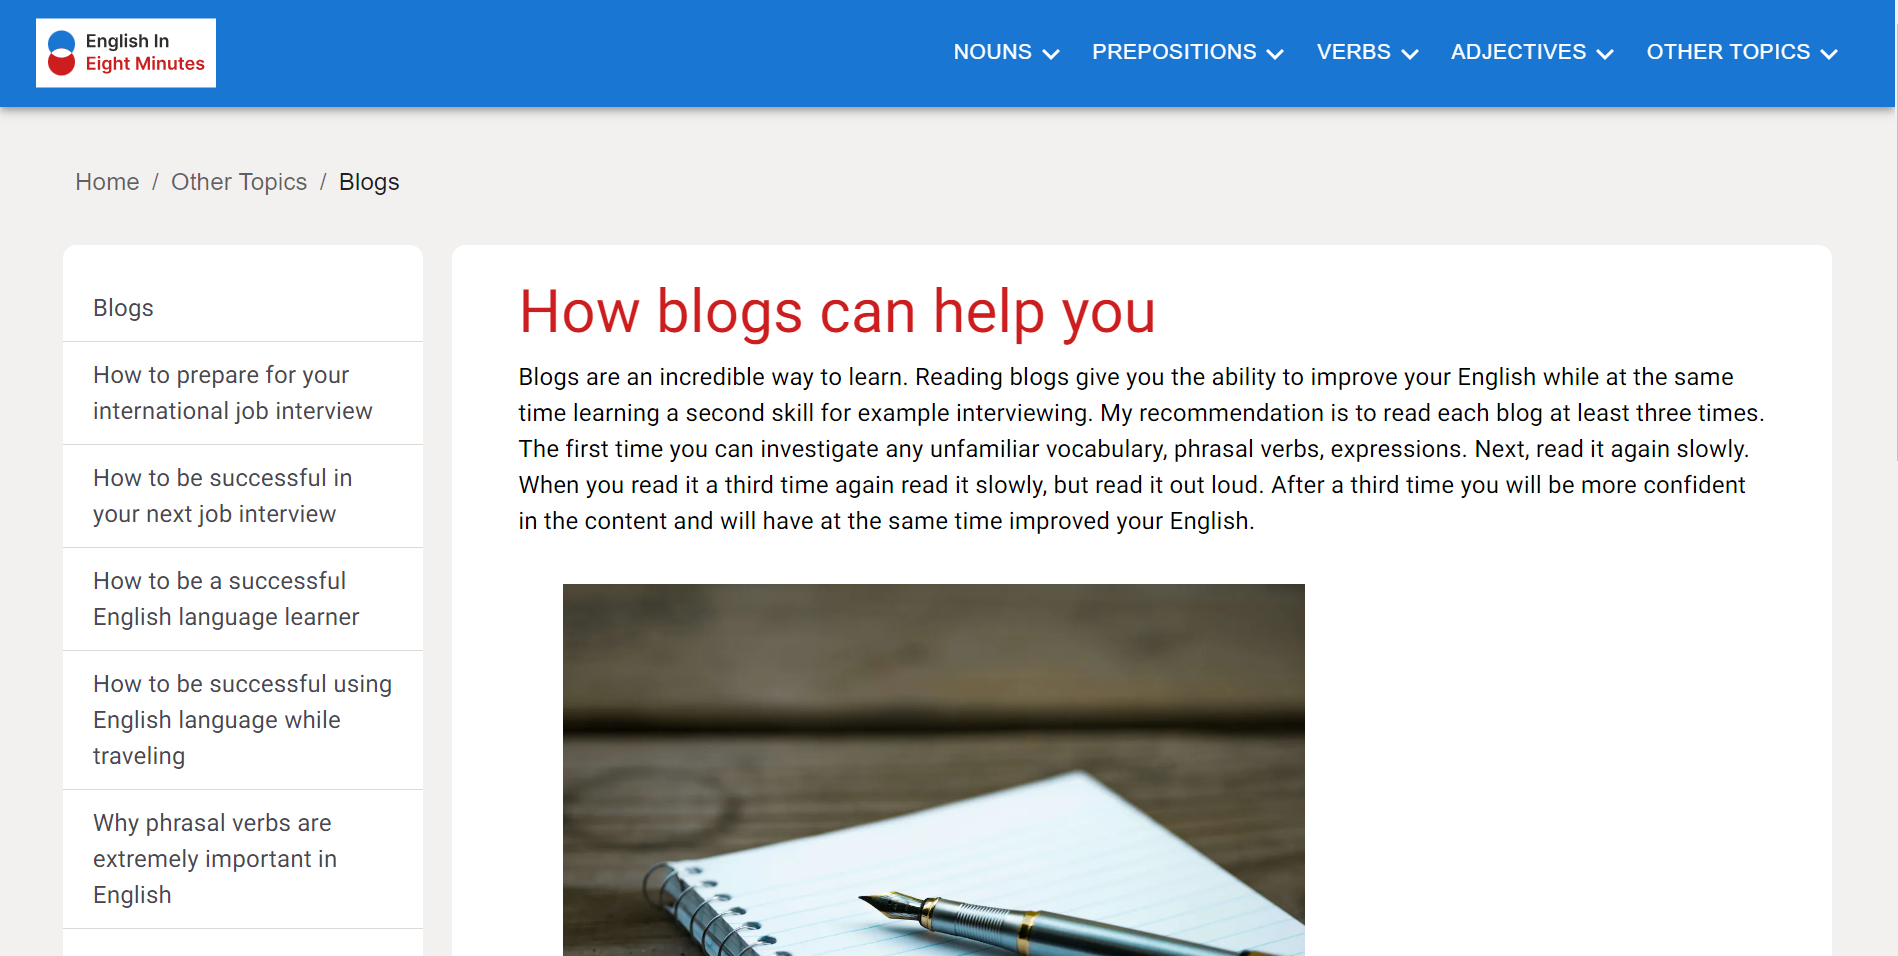 English In
Eight Minutes
NOUNS
PREPOSITIONS
VERBS
ADJECTIVES
OTHER TOPICS
Home / Other Topics / Blogs
Blogs
How to prepare for your
international job interview
How to be successful in
your next job interview
How to be a successful
English language learner
How to be successful using
English language while
traveling
Why phrasal verbs are
extremely important in
English
How blogs can help you
Blogs are an incredible way to learn. Reading blogs give you the ability to improve your English while at the same
time learning a second skill for example interviewing. My recommendation is to read each blog at least three times.
The first time you can investigate any unfamiliar vocabulary, phrasal verbs, expressions. Next, read it again slowly.
When you read it a third time again read it slowly, but read it out loud. After a third time you will be more confident
in the content and will have at the same time improved your English.